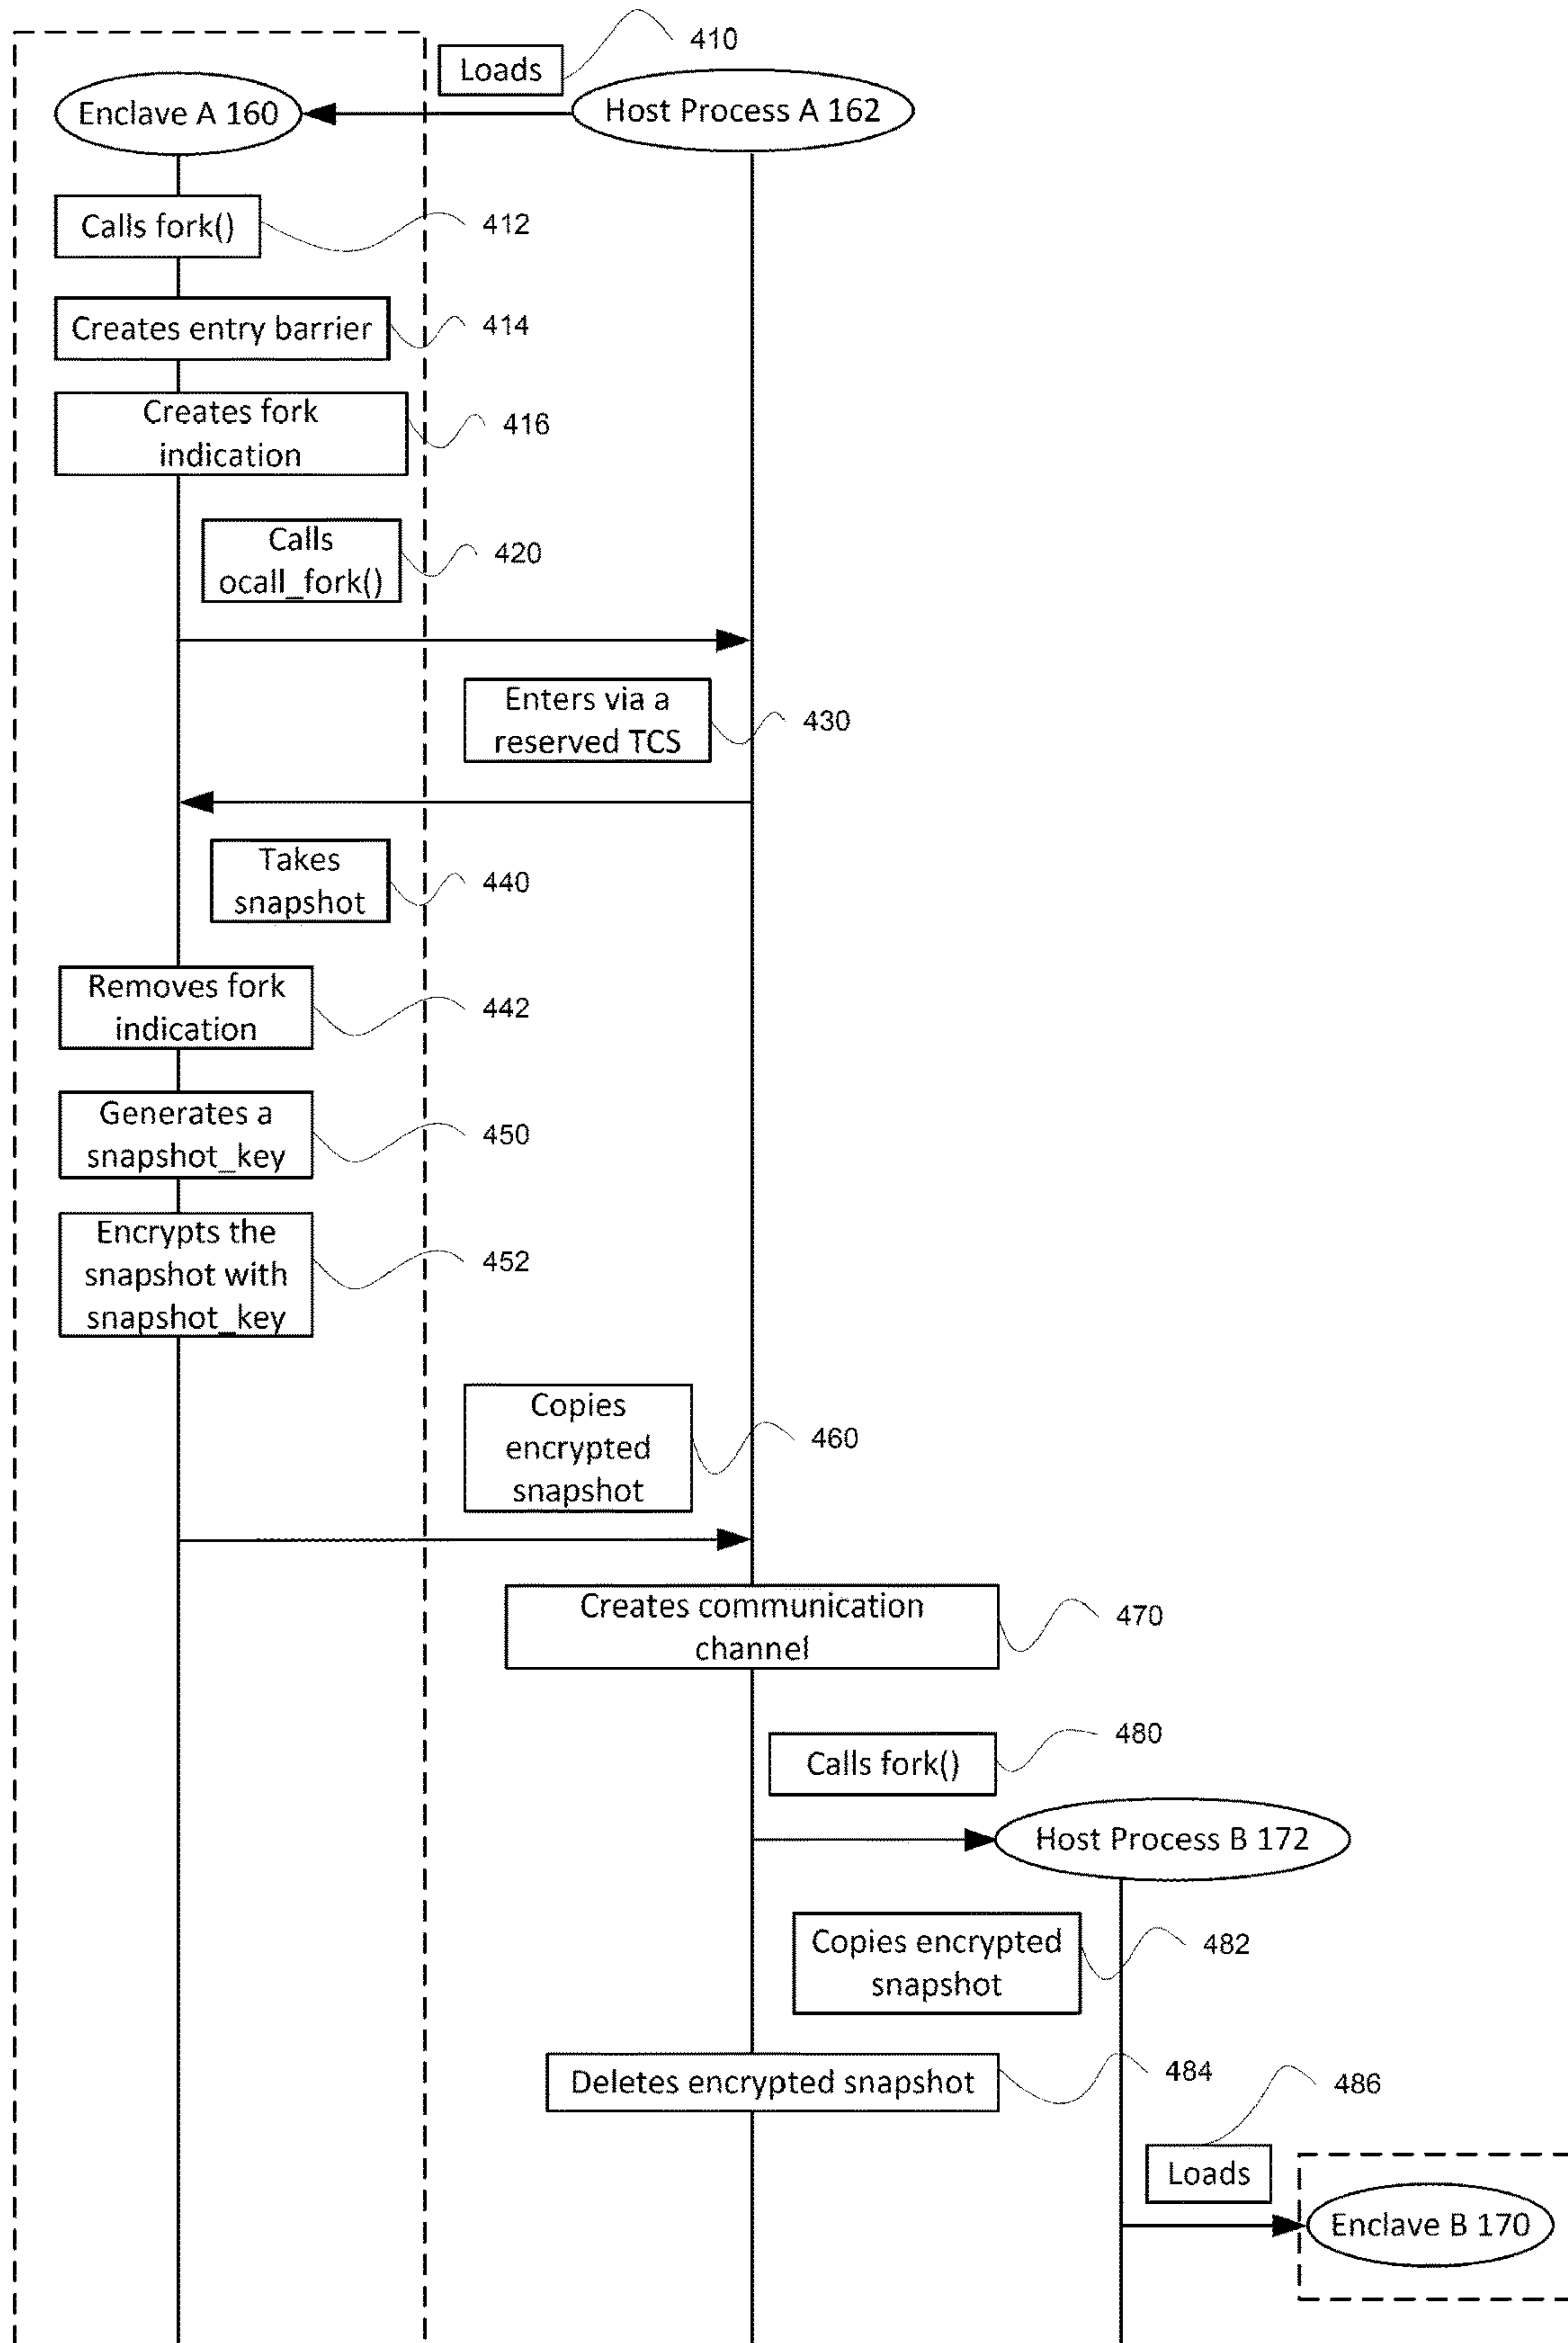 Loads
410
Enclave A 160
Host Process A 162
Calls fork()
412
Creates entry barrier
414
Creates fork
indication
416
Calls
ocall_fork()
420
Enters via a
reserved TCS
430
Takes
snapshot
440
Removes fork
indication
442
Generates a
snapshot_key
450
Encrypts the
snapshot with
snapshot_key
452
Copies
encrypted
snapshot
460
Creates communication
channel
470
Calls fork()
480
Host Process B 172
Copies encrypted
snapshot
482
Deletes encrypted snapshot
484
486
Loads
Enclave B 170